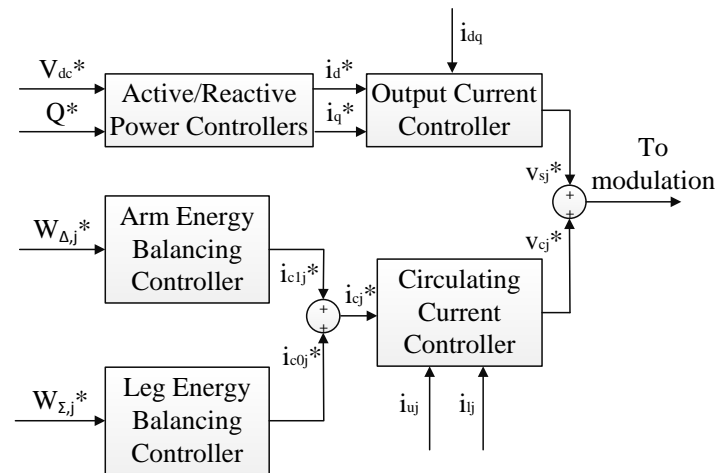 i_dq
V_dc*
Q*
Active/Reactive
Power Controllers
i_d*
i_q*
Output Current
Controller
v_sj*
To
modulation
+
+
v_cj*
W_Δ,j*
Arm Energy
Balancing
Controller
i_c1j*
+
+
i_cj*
Circulating
Current
Controller
i_c0j*
W_Σ,j*
Leg Energy
Balancing
Controller
i_uj
i_lj